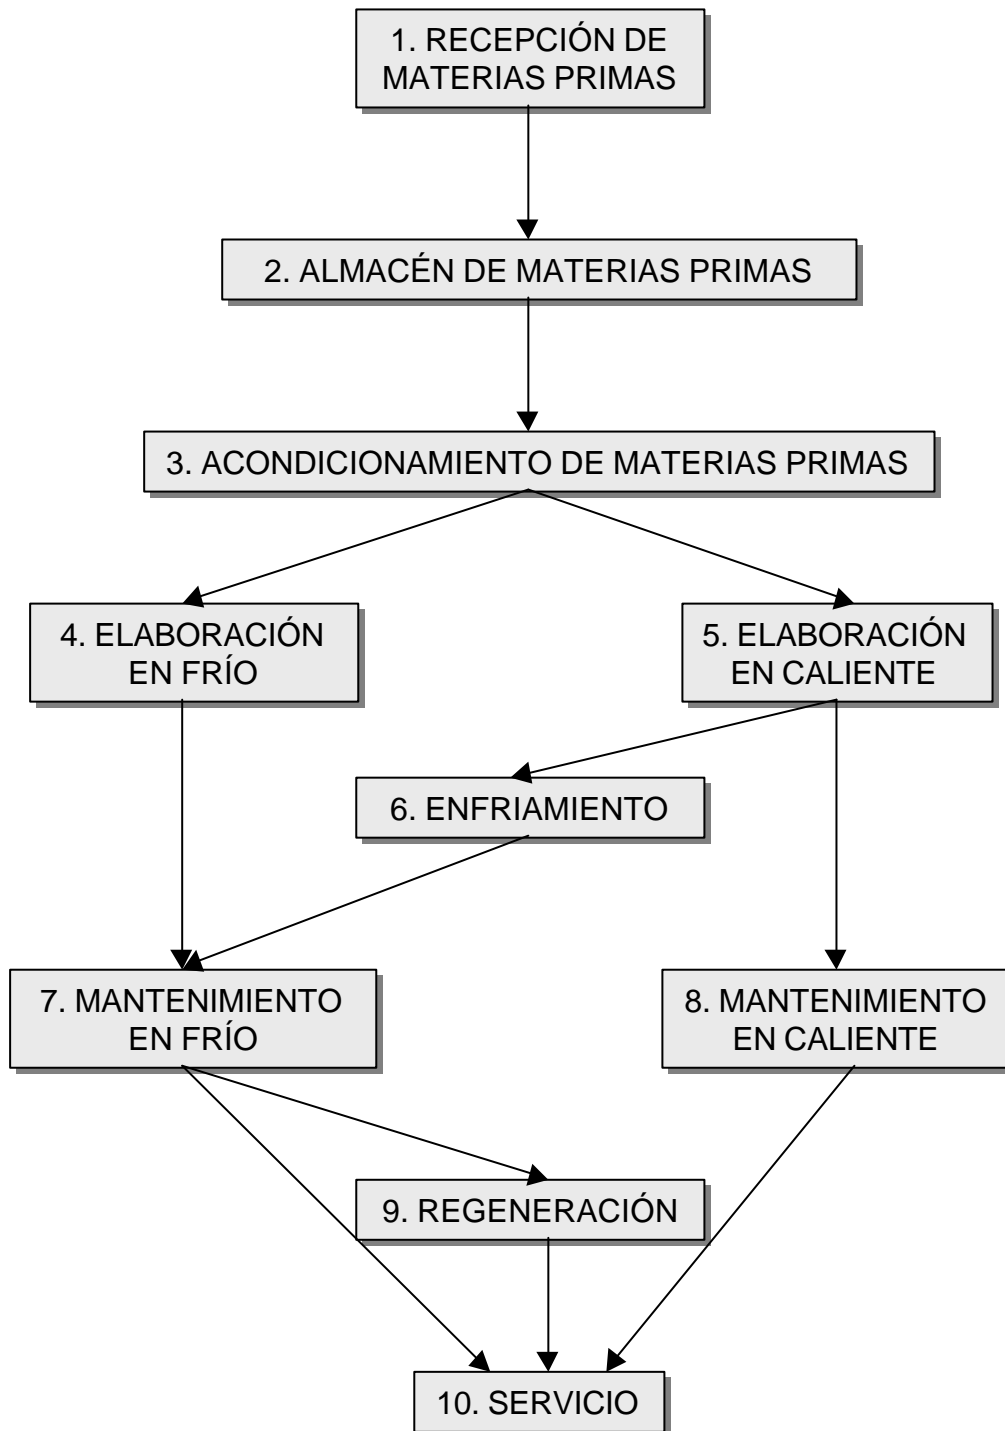 1. RECEPCIÓN DE
MATERIAS PRIMAS
2. ALMACÉN DE MATERIAS PRIMAS
3. ACONDICIONAMIENTO DE MATERIAS PRIMAS
4. ELABORACIÓN
EN FRÍO
5. ELABORACIÓN
EN CALIENTE
6. ENFRIAMIENTO
7. MANTENIMIENTO
EN FRÍO
8. MANTENIMIENTO
EN CALIENTE
9. REGENERACIÓN
10. SERVICIO